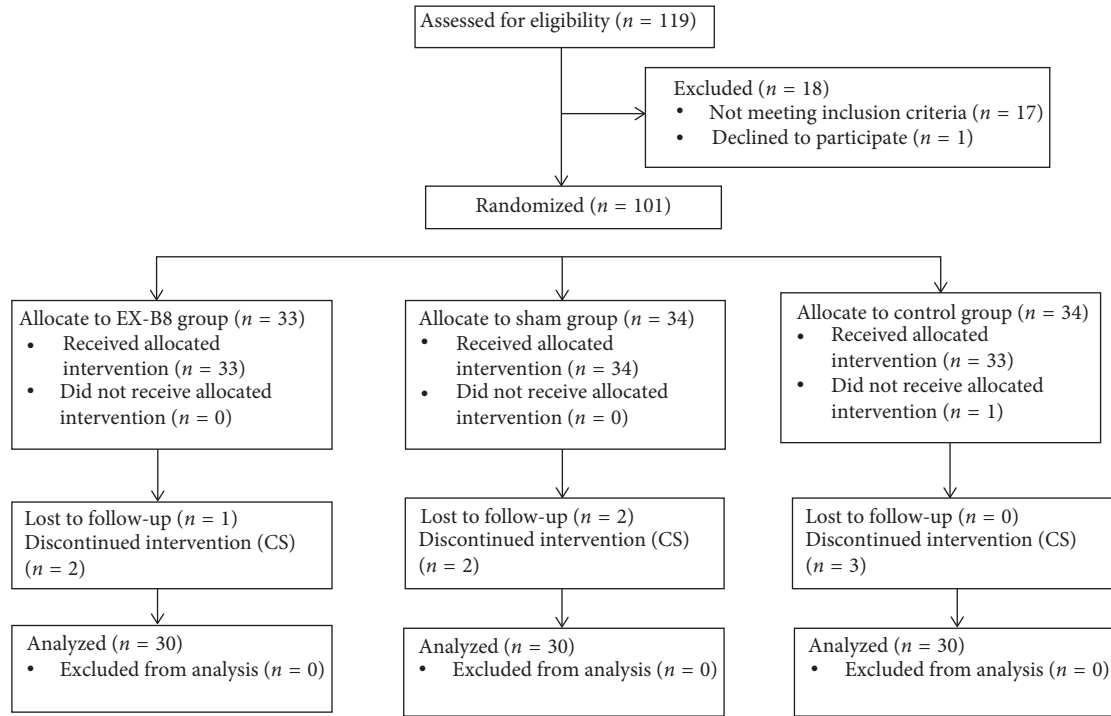 Assessed for eligibility (n = 119)
Excluded (n = 18)
• Not meeting inclusion criteria (n = 17)
• Declined to participate (n = 1)
Randomized (n = 101)
Allocate to EX-B8 group (n = 33)
• Received allocated
intervention (n = 33)
• Did not receive allocated
intervention (n = 0)
Allocate to sham group (n = 34)
• Received allocated
intervention (n = 34)
• Did not receive allocated
intervention (n = 0)
Allocate to control group (n = 34)
• Received allocated
intervention (n = 33)
• Did not receive allocated
intervention (n = 1)
Lost to follow-up (n = 1)
Discontinued intervention (CS)
(n = 2)
Lost to follow-up (n = 2)
Discontinued intervention (CS)
(n = 2)
Lost to follow-up (n = 0)
Discontinued intervention (CS)
(n = 3)
Analyzed (n = 30)
• Excluded from analysis (n = 0)
Analyzed (n = 30)
• Excluded from analysis (n = 0)
Analyzed (n = 30)
• Excluded from analysis (n = 0)